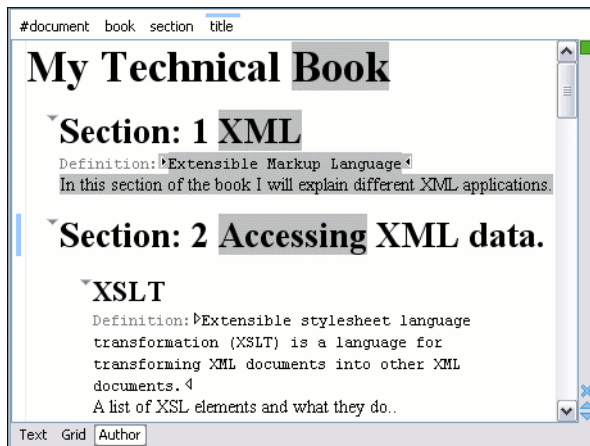 #document book section title
My Technical Book
Section: 1 XML
Definition: Extensible Markup Language
In this section of the book I will explain different XML applications.
Section: 2 Accessing XML data.
XSLT
Definition: Extensible stylesheet language
transformation (XSLT) is a language for
transforming XML documents into other XML
documents.
A list of XSL elements and what they do..
Text Grid Author